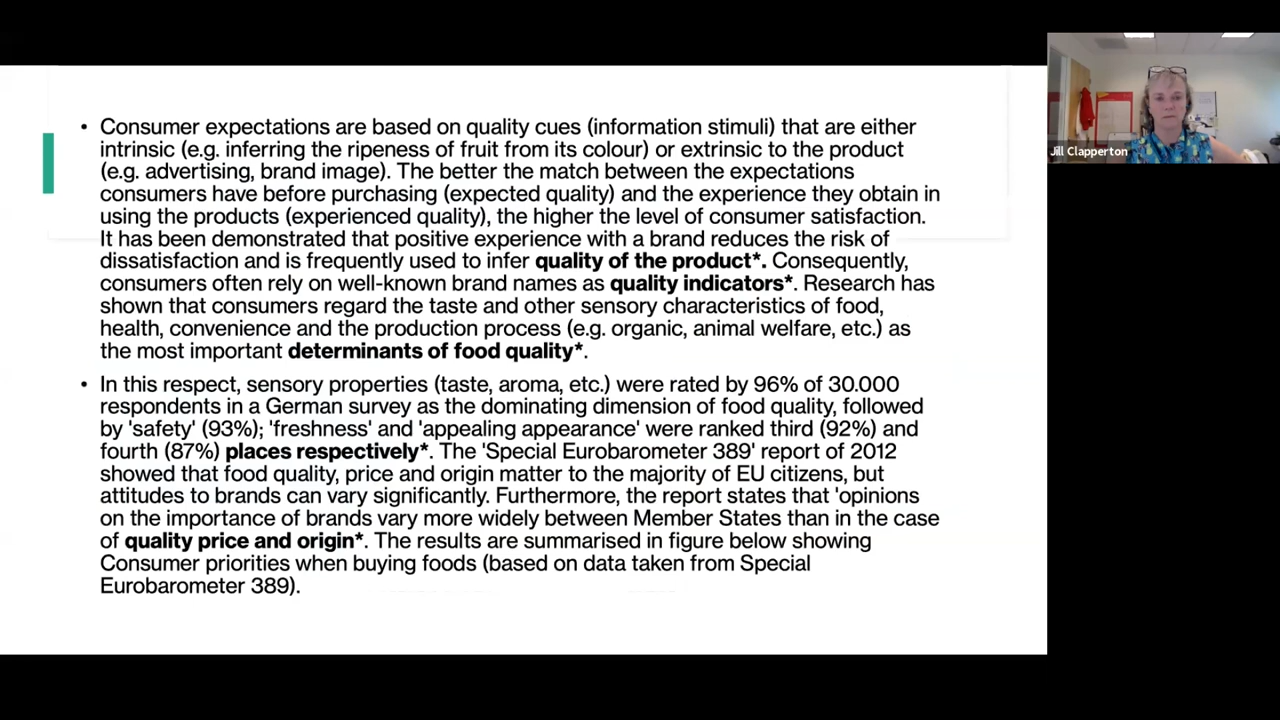 • Consumer expectations are based on quality cues (information stimuli) that are either
intrinsic (e.g. inferring the ripeness of fruit from its colour) or extrinsic to the product
(e.g. advertising, brand image). The better the match between the expectations
consumers have before purchasing (expected quality) and the experience they obtain in
using the products (experienced quality), the higher the level of consumer satisfaction.
It has been demonstrated that positive experience with a brand reduces the risk of
dissatisfaction and is frequently used to infer quality of the product*. Consequently,
consumers often rely on well-known brand names as quality indicators*. Research has
shown that consumers regard the taste and other sensory characteristics of food,
health, convenience and the production process (e.g. organic, animal welfare, etc.) as
the most important determinants of food quality*.
• In this respect, sensory properties (taste, aroma, etc.) were rated by 96% of 30.000
respondents in a German survey as the dominating dimension of food quality, followed
by 'safety' (93%); 'freshness' and 'appealing appearance' were ranked third (92%) and
fourth (87%) places respectively*. The 'Special Eurobarometer 389' report of 2012
showed that food quality, price and origin matter to the majority of EU citizens, but
attitudes to brands can vary significantly. Furthermore, the report states that 'opinions
on the importance of brands vary more widely between Member States than in the case
of quality price and origin*. The results are summarised in figure below showing
Consumer priorities when buying foods (based on data taken from Special
Eurobarometer 389).
Jill Clapperton